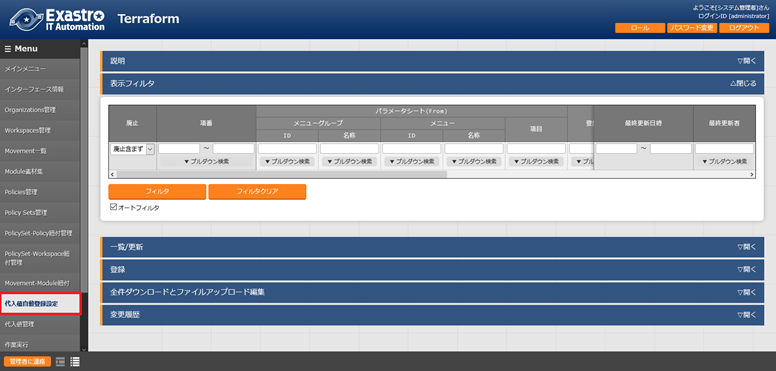 Exastro
IT Automation
Terraform
ようこそ[システム管理者]さん
ログインID [administrator]
ロール
パスワード変更
ログアウト
Menu
メインメニュー
インターフェース情報
Organizations管理
Workspaces管理
Movement一覧
Module素材集
Policies管理
Policy Sets管理
PolicySet-Policy紐付管理
PolicySet-Workspace紐
付管理
Movement-Module紐付
代入値自動登録設定
代入値管理
作業実行
管理者に連絡
説明
▽開く
表示フィルタ
△閉じる
廃止
項番
パラメータシート(From)
メニューグループ
メニュー
ID
名称
ID
名称
項目
登
最終更新日時
最終更新者
廃止含まず
～
～
▼プルダウン検索
▼プルダウン検索
▼プルダウン検索
▼プルダウン検索
▼プルダウン検索
▼プルダウン検索
▼プル
▼プルダウン検索
フィルタ
フィルタクリア
オートフィルタ
一覧/更新
▽開く
登録
▽開く
全件ダウンロードとファイルアップロード編集
▽開く
変更履歴
▽開く